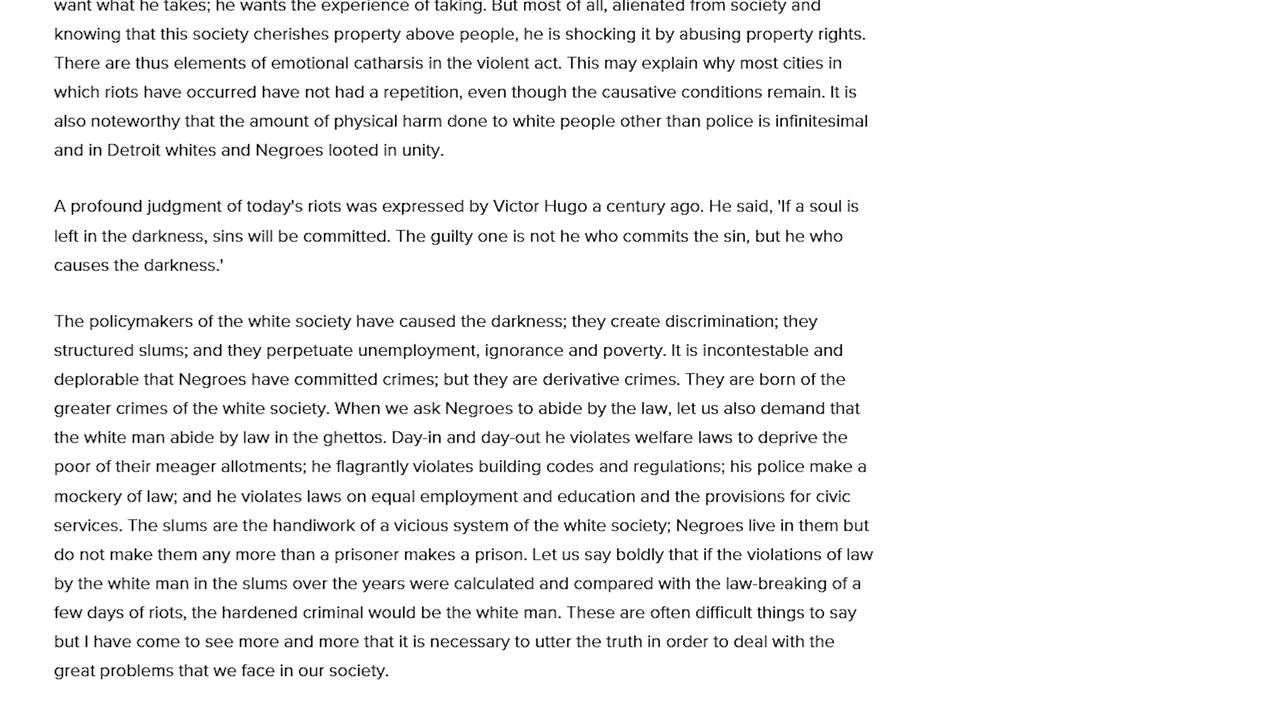 want what he takes; he wants the experience of taking. But most of all, alienated from society and
knowing that this society cherishes property above people, he is shocking it by abusing property rights.
There are thus elements of emotional catharsis in the violent act. This may explain why most cities in
which riots have occurred have not had a repetition, even though the causative conditions remain. It is
also noteworthy that the amount of physical harm done to white people other than police is infinitesimal
and in Detroit whites and Negroes looted in unity.
A profound judgment of today's riots was expressed by Victor Hugo a century ago. He said, 'If a soul is
left in the darkness, sins will be committed. The guilty one is not he who commits the sin, but he who
causes the darkness.'
The policymakers of the white society have caused the darkness; they create discrimination; they
structured slums; and they perpetuate unemployment, ignorance and poverty. It is incontestable and
deplorable that Negroes have committed crimes; but they are derivative crimes. They are born of the
greater crimes of the white society. When we ask Negroes to abide by the law, let us also demand that
the white man abide by law in the ghettos. Day-in and day-out he violates welfare laws to deprive the
poor of their meager allotments; he flagrantly violates building codes and regulations; his police make a
mockery of law; and he violates laws on equal employment and education and the provisions for civic
services. The slums are the handiwork of a vicious system of the white society; Negroes live in them but
do not make them any more than a prisoner makes a prison. Let us say boldly that if the violations of law
by the white man in the slums over the years were calculated and compared with the law-breaking of a
few days of riots, the hardened criminal would be the white man. These are often difficult things to say
but I have come to see more and more that it is necessary to utter the truth in order to deal with the
great problems that we face in our society.